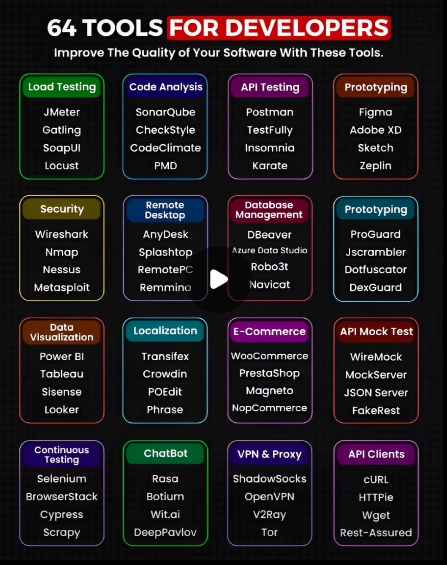 64 TOOLS FOR DEVELOPERS
Improve The Quality of Your Software With These Tools.
Load Testing
JMeter
Gatling
SoapUI
Locust
Code Analysis
SonarQube
CheckStyle
CodeClimate
PMD
API Testing
Postman
TestFully
Insomnia
Karate
Prototyping
Figma
Adobe XD
Sketch
Zeplin
Security
Wireshark
Nmap
Nessus
Metasploit
Remote
Desktop
AnyDesk
Splashtop
RemotePC
Remmina
Database
Management
DBeaver
Azure Data Studio
Robo3t
Navicat
Prototyping
ProGuard
Jscrambler
Dotfuscator
DexGuard
Data
Visualization
Power BI
Tableau
Sisense
Looker
Localization
Transifex
Crowdin
POEdit
Phrase
E-Commerce
WooCommerce
PrestaShop
Magneto
NopCommerce
API Mock Test
WireMock
MockServer
JSON Server
FakeRest
Continuous
Testing
Selenium
BrowserStack
Cypress
Scrapy
ChatBot
Rasa
Botium
Wit.ai
DeepPavlov
VPN & Proxy
ShadowSocks
OpenVPN
V2Ray
Tor
API Clients
cURL
HTTPie
Wget
Rest-Assured